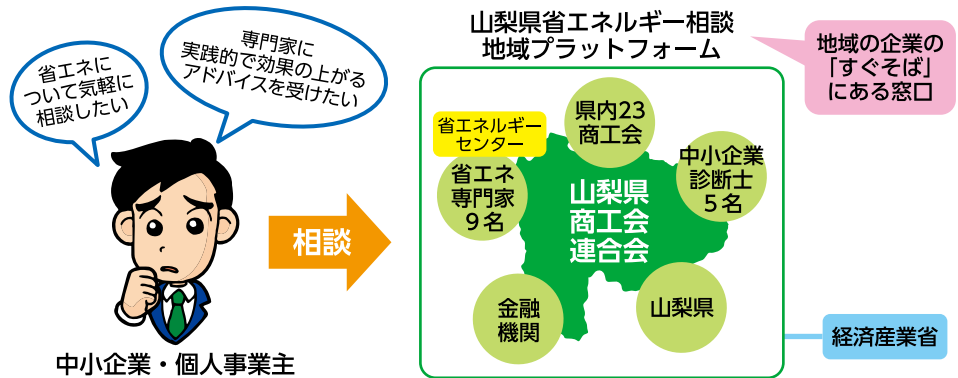 省エネに
ついて気軽に
相談したい
専門家に
実践的で効果の上がる
アドバイスを受けたい
中小企業・個人事業主
相談
山梨県省エネルギー相談
地域プラットフォーム
地域の企業の
「すぐそば」
にある窓口
県内23
商工会
省エネルギー
センター
省エネ
専門家
9名
中小企業
診断士
5名
山梨県
商工会
連合会
金融
機関
山梨県
経済産業省